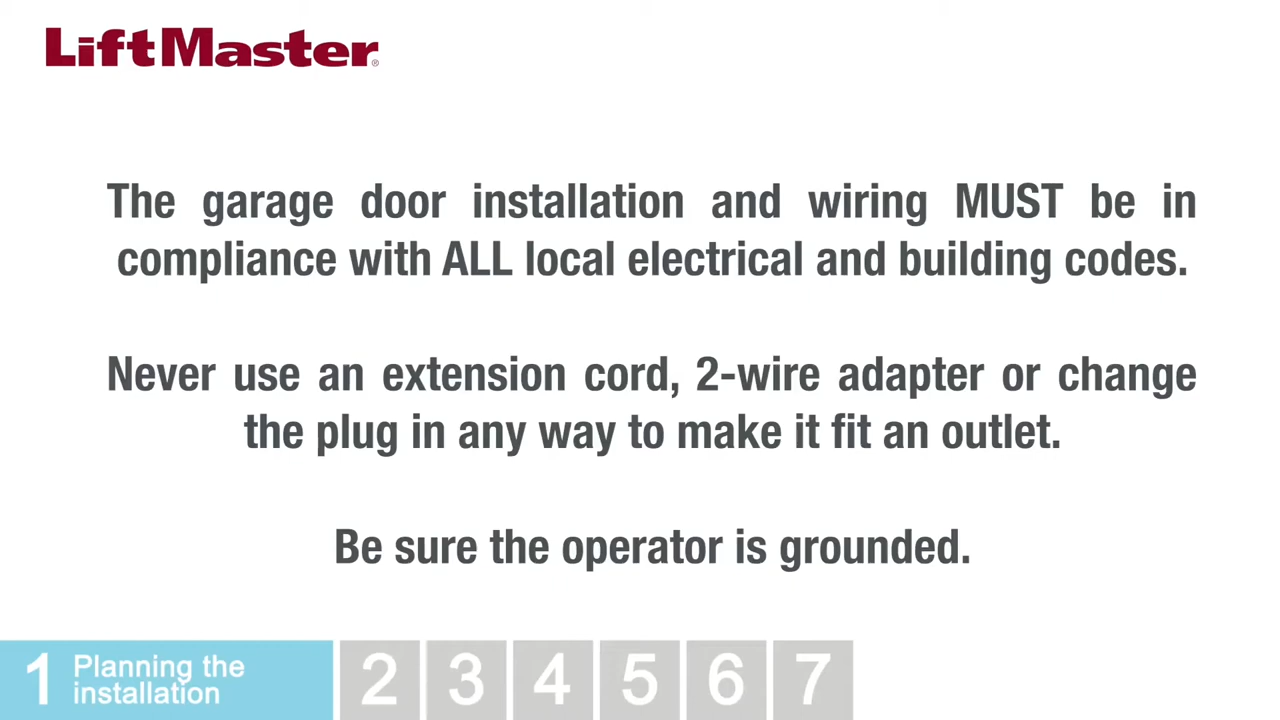 LiftMaster®
The garage door installation and wiring MUST be in
compliance with ALL local electrical and building codes.
Never use an extension cord, 2-wire adapter or change
the plug in any way to make it fit an outlet.
Be sure the operator is grounded.
1 Planning the
installation
2 3 4 5 6 7